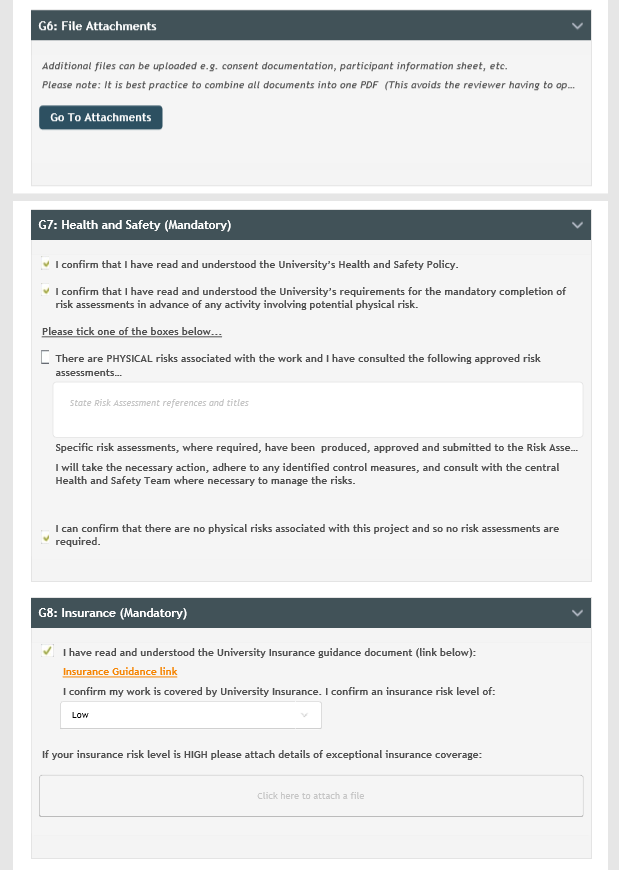 G6: File Attachments
Additional files can be uploaded e.g. consent documentation, participant information sheet, etc.
Please note: It is best practice to combine all documents into one PDF (This avoids the reviewer having to op...
Go To Attachments
G7: Health and Safety (Mandatory)
I confirm that I have read and understood the University's Health and Safety Policy.
I confirm that I have read and understood the University's requirements for the mandatory completion of
risk assessments in advance of any activity involving potential physical risk.
Please tick one of the boxes below...
There are PHYSICAL risks associated with the work and I have consulted the following approved risk
assessments...
State Risk Assessment references and titles
Specific risk assessments, where required, have been produced, approved and submitted to the Risk Asse...
I will take the necessary action, adhere to any identified control measures, and consult with the central
Health and Safety Team where necessary to manage the risks.
I can confirm that there are no physical risks associated with this project and so no risk assessments are
required.
G8: Insurance (Mandatory)
I have read and understood the University Insurance guidance document (link below):
Insurance Guidance link
I confirm my work is covered by University Insurance. I confirm an insurance risk level of:
Low
If your insurance risk level is HIGH please attach details of exceptional insurance coverage:
Click here to attach a file